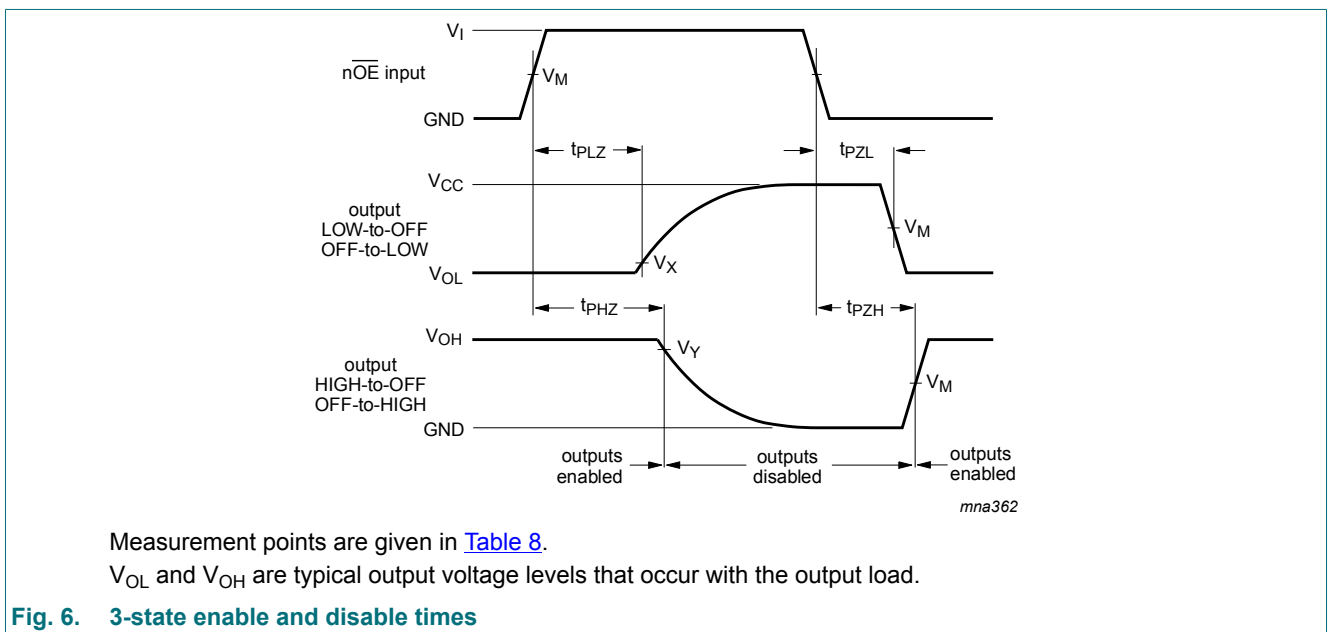 V_I
nO̅E̅ input
V_M
GND
t_PLZ
t_PZL
V_CC
output
LOW-to-OFF
OFF-to-LOW
V_M
V_X
V_OL
t_PHZ
t_PZH
V_OH
V_Y
output
HIGH-to-OFF
OFF-to-HIGH
V_M
GND
outputs
enabled
outputs
disabled
outputs
enabled
mna362
Measurement points are given in Table 8.
V_OL and V_OH are typical output voltage levels that occur with the output load.
Fig. 6. 3-state enable and disable times